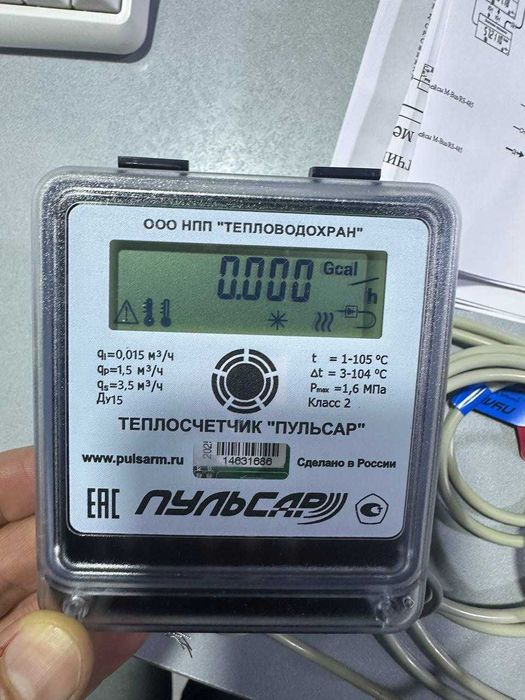 ООО НПП "ТЕПЛОВОДОХРАН"
0.000 Gcal/h
qi=0,015 м³/ч
qp=1,5 м³/ч
qs=3,5 м³/ч
Ду15
t = 1-105 °C
Δt = 3-104 °C
Pmax =1,6 МПа
Класс 2
ТЕПЛОСЧЕТЧИК "ПУЛЬСАР"
www.pulsarm.ru
14631686
Сделано в России
ЕАС ПУЛЬСАР